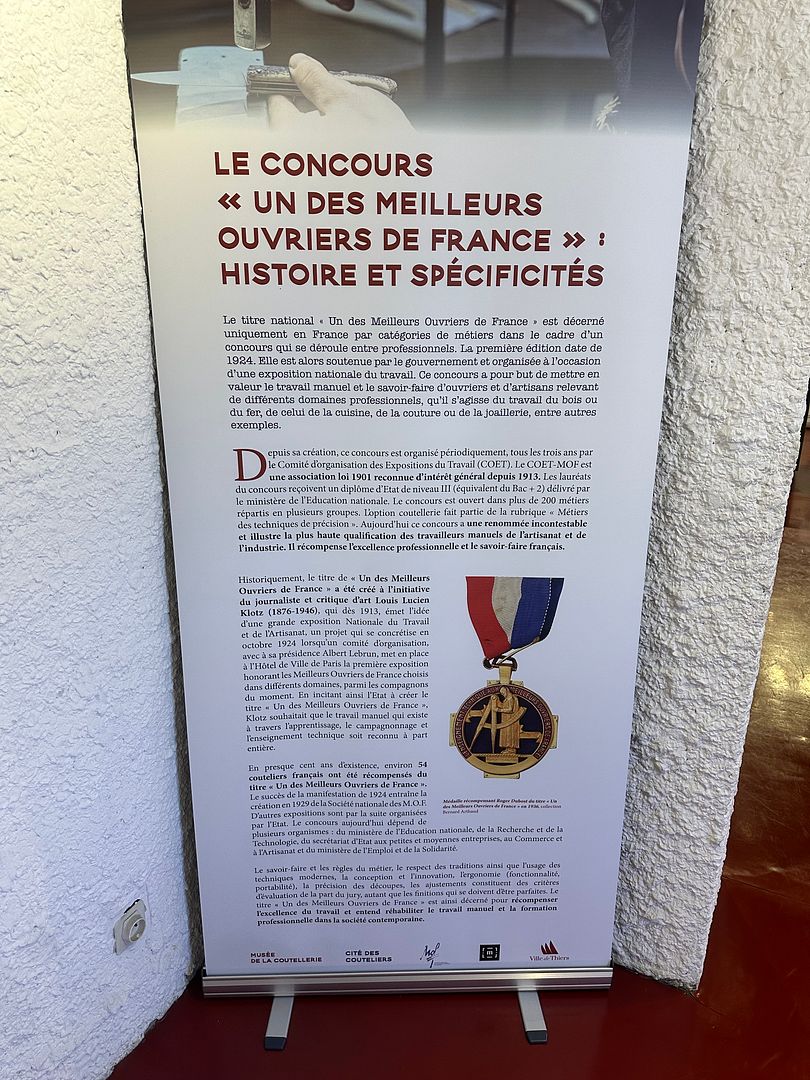 LE CONCOURS
« UN DES MEILLEURS
OUVRIERS DE FRANCE » :
HISTOIRE ET SPÉCIFICITÉS
Le titre national « Un des Meilleurs Ouvriers de France » est décerné
uniquement en France par catégories de métiers dans le cadre d'un
concours qui se déroule entre professionnels. La première édition date de
1924. Elle est alors soutenue par le gouvernement et organisée à l'occasion
d'une exposition nationale du travail. Ce concours a pour but de mettre en
valeur le travail manuel et le savoir-faire d'ouvriers et d'artisans relevant
de différents domaines professionnels, qu'il s'agisse du travail du bois ou
du fer, de celui de la cuisine, de la couture ou de la joaillerie, entre autres
exemples.
Depuis sa création, ce concours est organisé périodiquement, tous les trois ans par
le Comité d'organisation des Expositions du Travail (COET). Le COET-MOF est
une association loi 1901 reconnue d'intérêt général depuis 1913. Les lauréats
du concours reçoivent un diplôme d'Etat de niveau III (équivalent du Bac + 2) délivré par
le ministère de l'Education nationale. Le concours est ouvert dans plus de 200 métiers
répartis en plusieurs groupes. L'option coutellerie fait partie de la rubrique « Métiers
des techniques de précision ». Aujourd'hui ce concours a une renommée incontestable
et illustre la plus haute qualification des travailleurs manuels de l'artisanat et de
l'industrie. Il récompense l'excellence professionnelle et le savoir-faire français.
Historiquement, le titre de « Un des Meilleurs
Ouvriers de France » a été créé à l'initiative
du journaliste et critique d'art Louis Lucien
Klotz (1876-1946), qui dès 1913, émet l'idée
d'une grande exposition Nationale du Travail
et de l'Artisanat, un projet qui se concrétise en
octobre 1924 lorsqu'un comité d'organisation,
avec à sa présidence Albert Lebrun, met en place
à l'Hôtel de Ville de Paris la première exposition
honorant les Meilleurs Ouvriers de France choisis
dans différents domaines, parmi les compagnons
du moment. En incitant ainsi l'Etat à créer le
titre « Un des Meilleurs Ouvriers de France »,
Klotz souhaitait que le travail manuel qui existe
à travers l'apprentissage, le compagnonnage et
l'enseignement technique soit reconnu à part
entière.
En presque cent ans d'existence, environ 54
couteliers français ont été récompensés du
titre « Un des Meilleurs Ouvriers de France ».
Le succès de la manifestation de 1924 entraîne la
création en 1929 de la Société nationale des M.O.F.
D'autres expositions sont par la suite organisées
par l'Etat. Le concours aujourd'hui dépend de
plusieurs organismes : du ministère de l'Education nationale, de la Recherche et de la
Technologie, du secrétariat d'Etat aux petites et moyennes entreprises, au Commerce et
à l'Artisanat et du ministère de l'Emploi et de la Solidarité.
Médaille récompensant Roger Dubost du titre « Un
des Meilleurs Ouvriers de France » en 1936, collection
Bernard Arthaud
Le savoir-faire et les règles du métier, le respect des traditions ainsi que l'usage des
techniques modernes, la conception et l'innovation, l'ergonomie (fonctionnalité,
portabilité), la précision des découpes, les ajustements constituent des critères
d'évaluation de la part du jury, autant que les finitions qui se doivent d'être parfaites. Le
titre « Un des Meilleurs Ouvriers de France » est ainsi décerné pour récompenser
l'excellence du travail et entend réhabiliter le travail manuel et la formation
professionnelle dans la société contemporaine.
MUSÉE
DE LA COUTELLERIE
CITÉ DES
COUTELIERS
m
Ville de Thiers